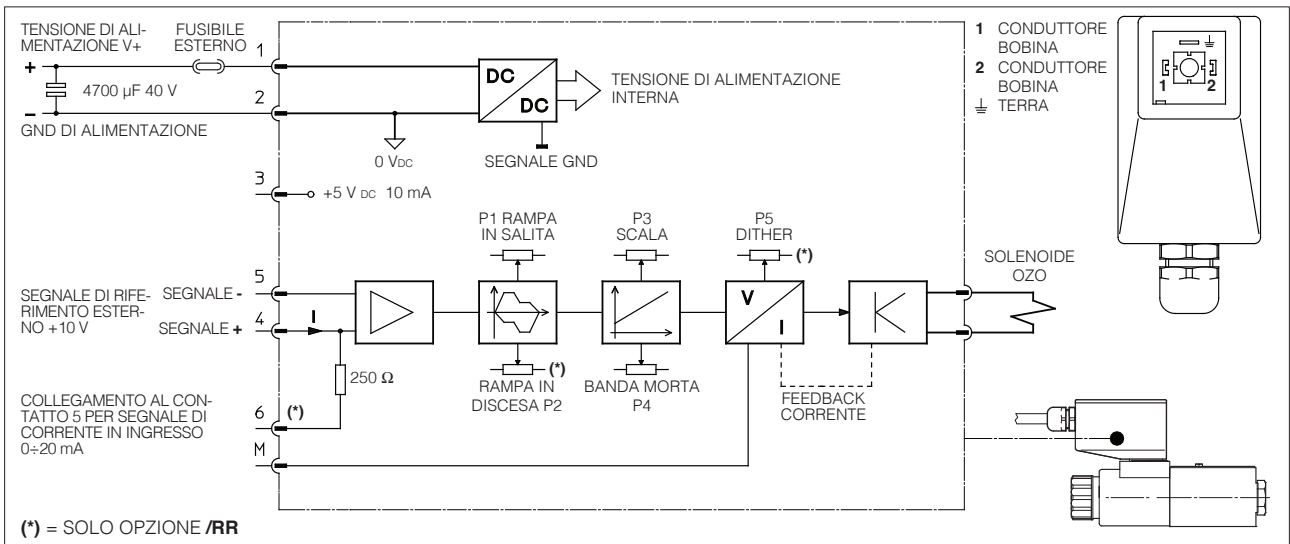 TENSIONE DI ALI-
MENTAZIONE V+
FUSIBILE
ESTERNO
1
+
4700 µF 40 V
2
–
GND DI ALIMENTAZIONE
DC
DC
TENSIONE DI ALIMENTAZIONE
INTERNA
0 VDC
SEGNALE GND
3
+5 V DC 10 mA
1 CONDUTTORE
BOBINA
2 CONDUTTORE
BOBINA
TERRA
1
2
P1 RAMPA
IN SALITA
P3
SCALA
P5
DITHER
(*)
SEGNALE DI RIFE-
RIMENTO ESTER-
NO +10 V
SEGNALE -
5
SEGNALE +
4
I
V
I
SOLENOIDE
OZO
250 Ω
(*)
RAMPA IN
DISCESA P2
BANDA MORTA
P4
FEEDBACK
CORRENTE
COLLEGAMENTO AL CON-
TATTO 5 PER SEGNALE DI
CORRENTE IN INGRESSO
0÷20 mA
6
(*)
M
(*) = SOLO OPZIONE /RR